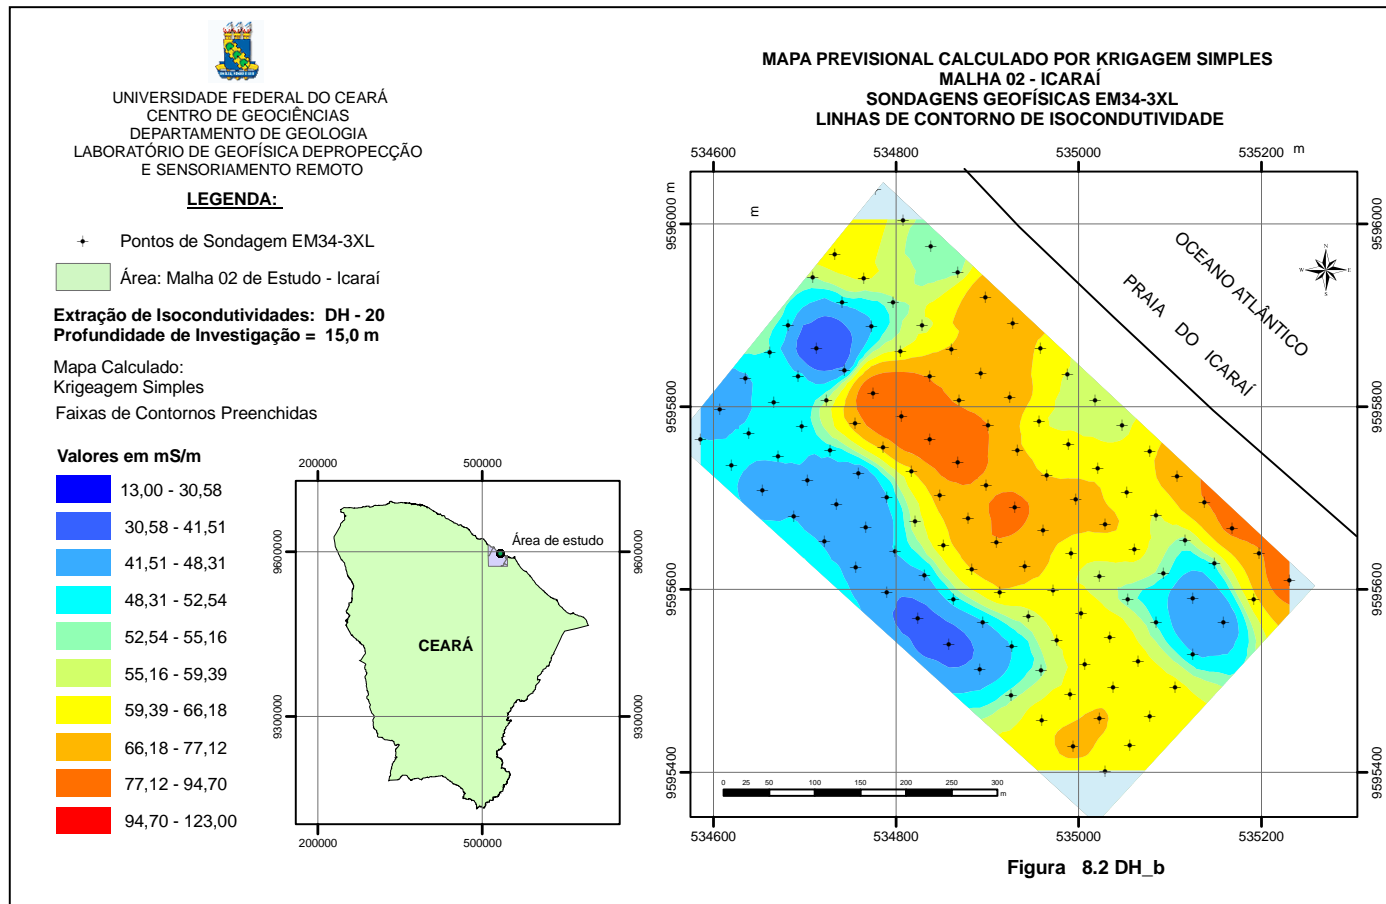 UNIVERSIDADE FEDERAL DO CEARÁ
CENTRO DE GEOCIÊNCIAS
DEPARTAMENTO DE GEOLOGIA
LABORATÓRIO DE GEOFÍSICA DEPROPECÇÃO
E SENSORIAMENTO REMOTO
LEGENDA:
Pontos de Sondagem EM34-3XL
Área: Malha 02 de Estudo - Icaraí
Extração de Isocondutividades: DH - 20
Profundidade de Investigação = 15,0 m
Mapa Calculado:
Krigeagem Simples
Faixas de Contornos Preenchidas
Valores em mS/m
13,00 - 30,58
30,58 - 41,51
41,51 - 48,31
48,31 - 52,54
52,54 - 55,16
55,16 - 59,39
59,39 - 66,18
66,18 - 77,12
77,12 - 94,70
94,70 - 123,00
200000
500000
9600000
9600000
Área de estudo
CEARÁ
9300000
9300000
200000
500000
MAPA PREVISIONAL CALCULADO POR KRIGAGEM SIMPLES
MALHA 02 - ICARAÍ
SONDAGENS GEOFÍSICAS EM34-3XL
LINHAS DE CONTORNO DE ISOCONDUTIVIDADE
534600
534800
535000
535200
m
m
m
9596000
9596000
OCEANO ATLÂNTICO
PRAIA DO ICARAÍ
N
W
E
S
9595800
9595800
9595600
9595600
9595400
9595400
0 25 50 100 150 200 250 300
m
534600
534800
535000
535200
Figura 8.2 DH_b